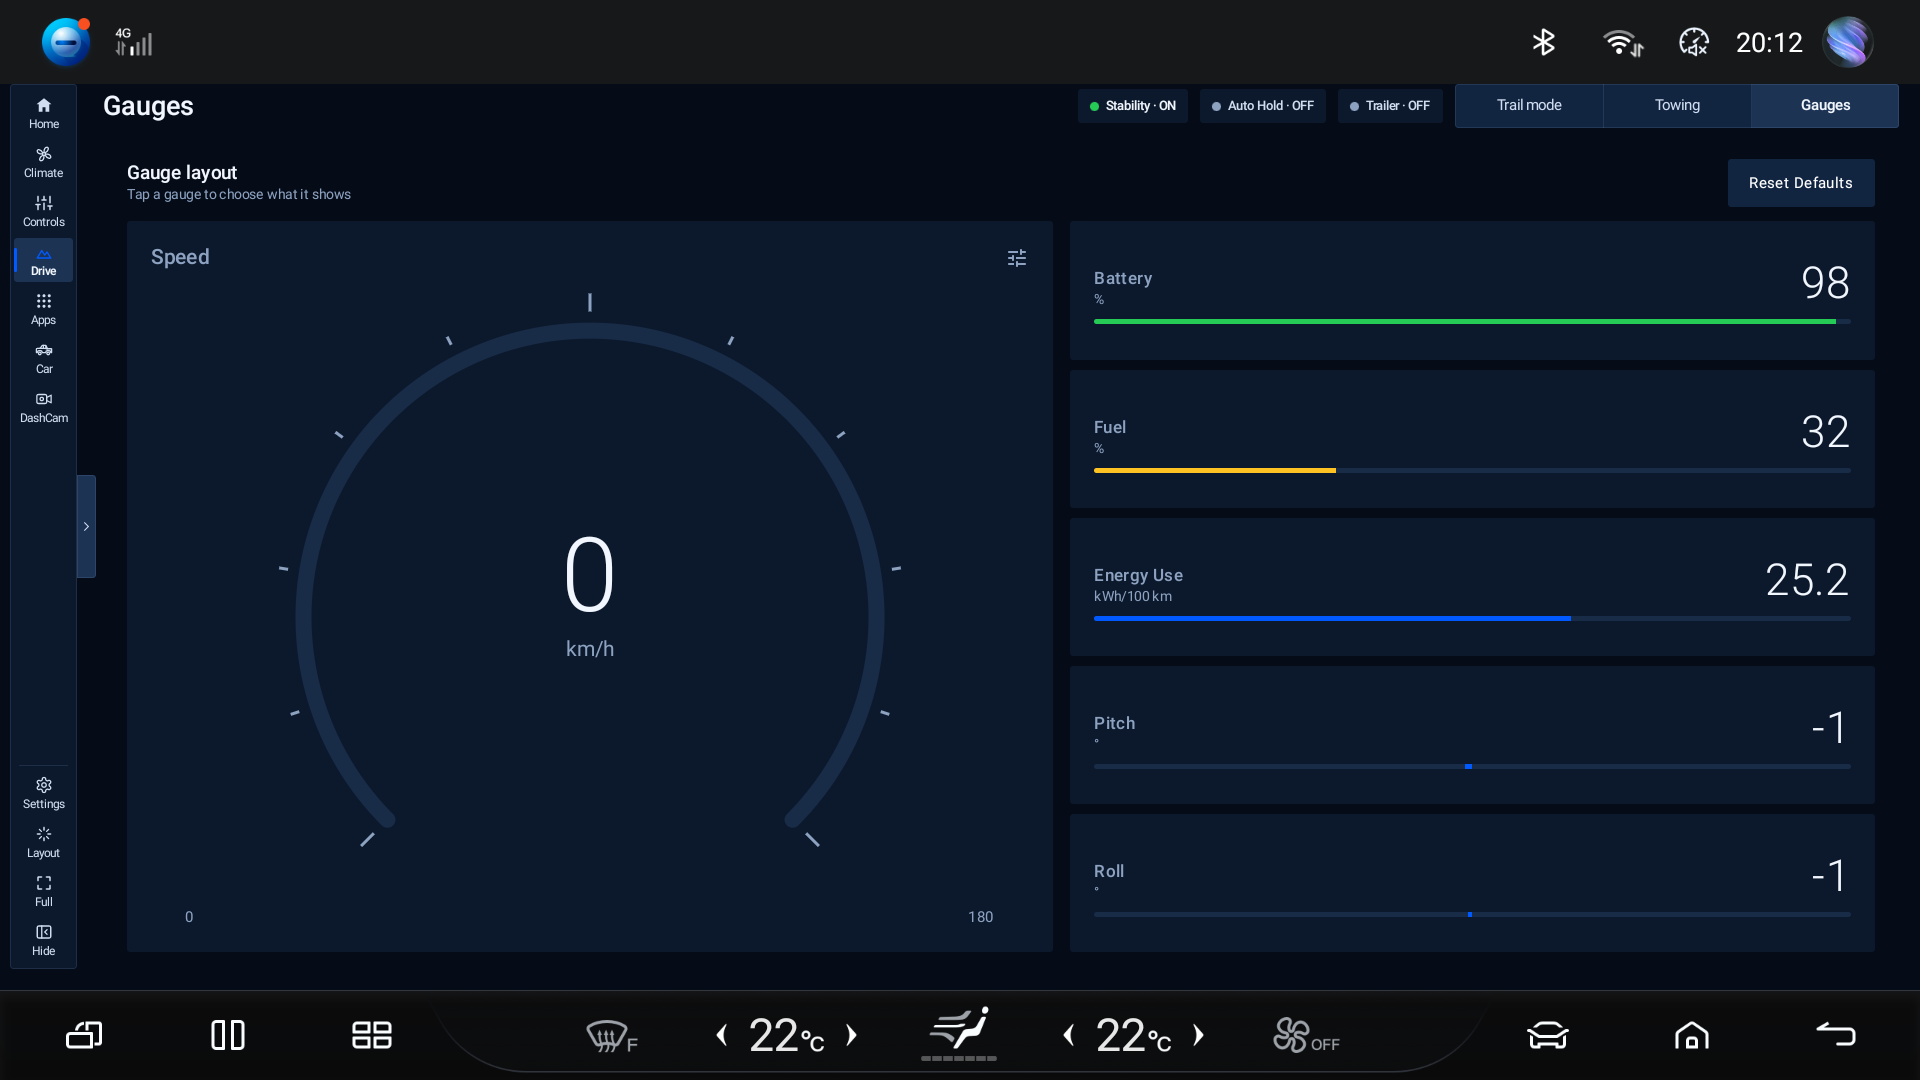 4G
20:12
Home
Climate
Controls
Drive
Apps
Car
DashCam
Settings
Layout
Full
Hide
Gauges
Stability · ON
Auto Hold · OFF
Trailer · OFF
Trail mode
Towing
Gauges
Gauge layout
Tap a gauge to choose what it shows
Reset Defaults
Speed
0
km/h
0
180
Battery
%
98
Fuel
%
32
Energy Use
kWh/100 km
25.2
Pitch
°
-1
Roll
°
-1
F
22°C
22°C
OFF